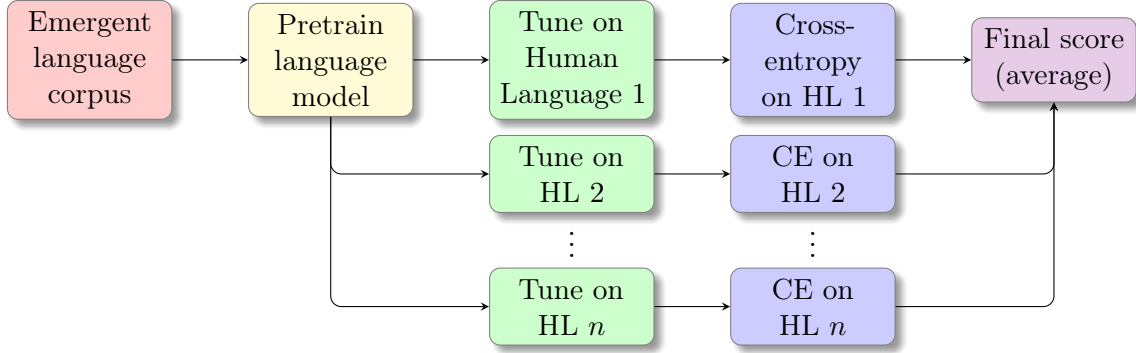 Emergent
language
corpus
Pretrain
language
model
Tune on
Human
Language 1
Cross-
entropy
on HL 1
Final score
(average)
Tune on
HL 2
CE on
HL 2
⋮
⋮
Tune on
HL n
CE on
HL n